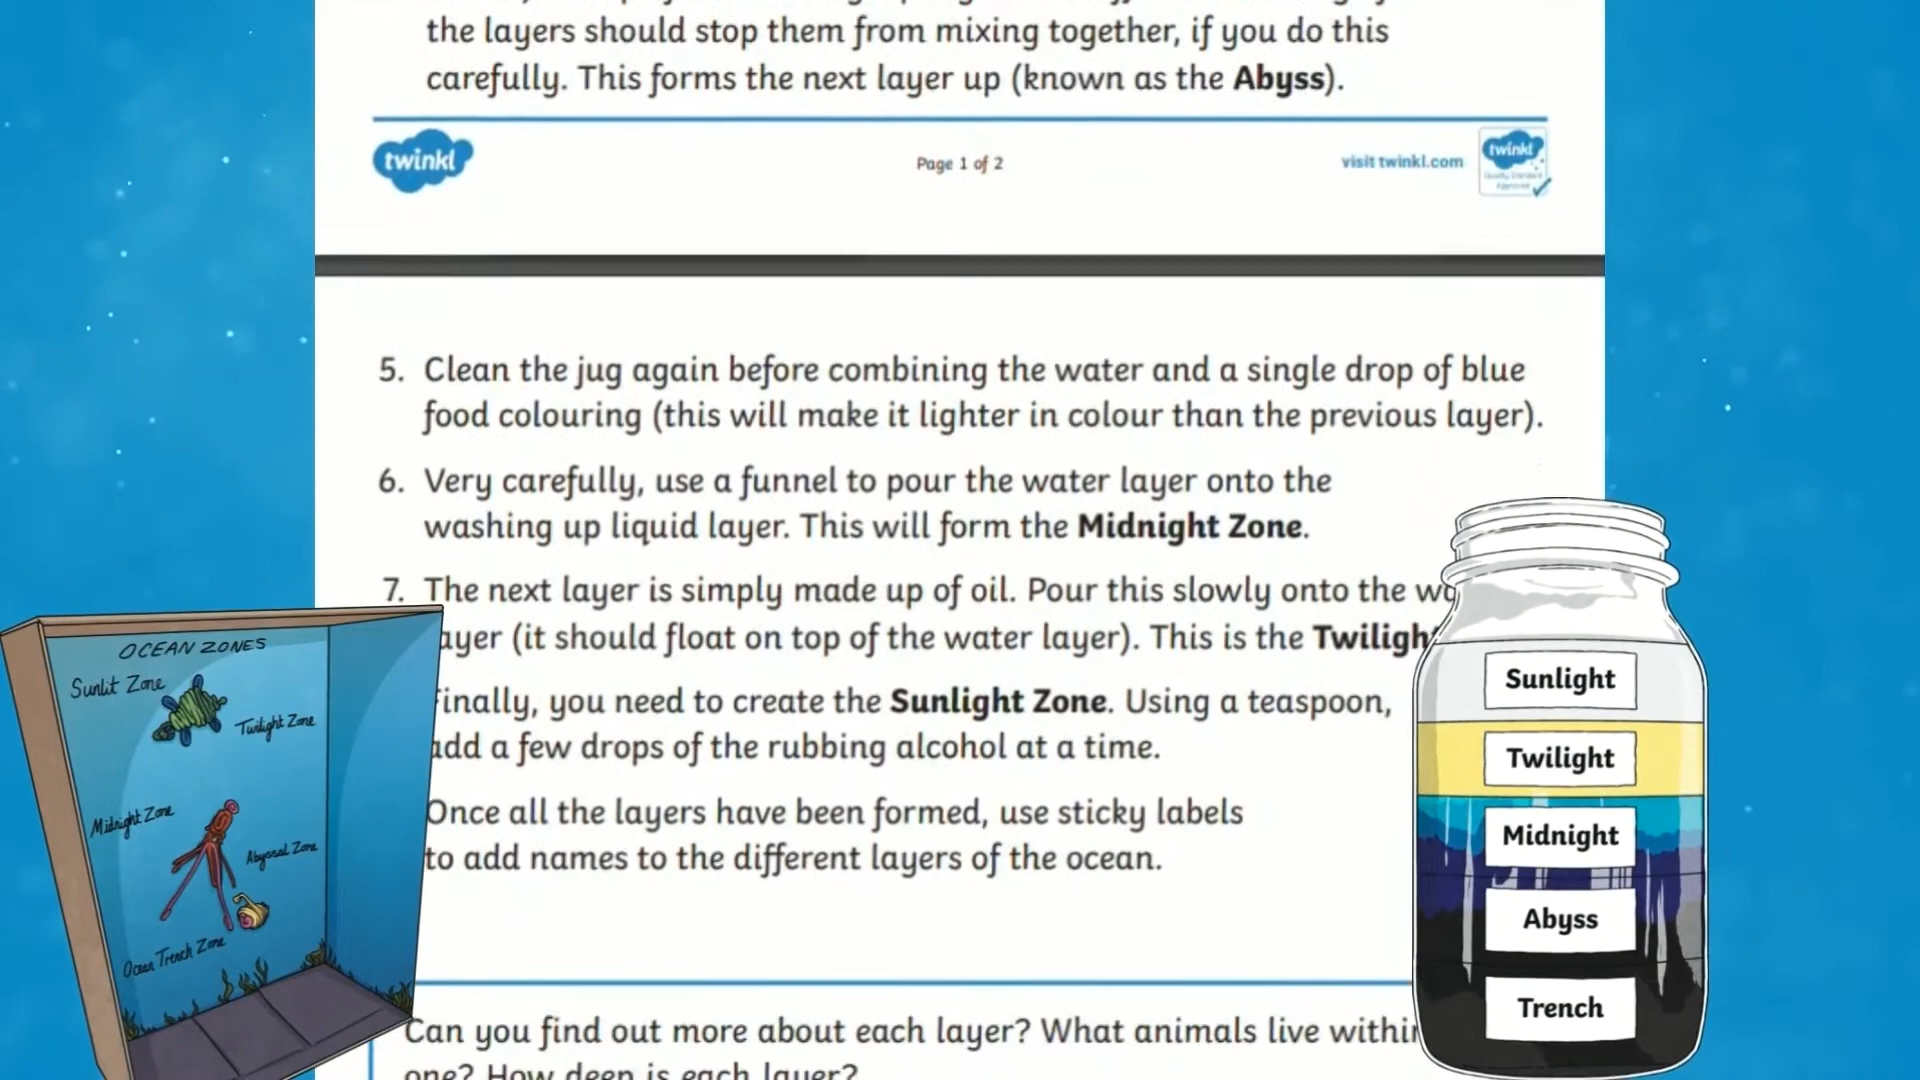 the layers should stop them from mixing together, if you do this
carefully. This forms the next layer up (known as the Abyss).
twinkl
Page 1 of 2
visit twinkl.com
twinkl
Quality Standard
Approved
5. Clean the jug again before combining the water and a single drop of blue
food colouring (this will make it lighter in colour than the previous layer).
6. Very carefully, use a funnel to pour the water layer onto the
washing up liquid layer. This will form the Midnight Zone.
7. The next layer is simply made up of oil. Pour this slowly onto the
ayer (it should float on top of the water layer). This is the Twiligh
inally, you need to create the Sunlight Zone. Using a teaspoon,
add a few drops of the rubbing alcohol at a time.
Once all the layers have been formed, use sticky labels
to add names to the different layers of the ocean.
Can you find out more about each layer? What animals live within
one? How deep is each layer?
OCEAN ZONES
Sunlit Zone
Twilight Zone
Midnight Zone
Abyssal Zone
Ocean Trench Zone
Sunlight
Twilight
Midnight
Abyss
Trench